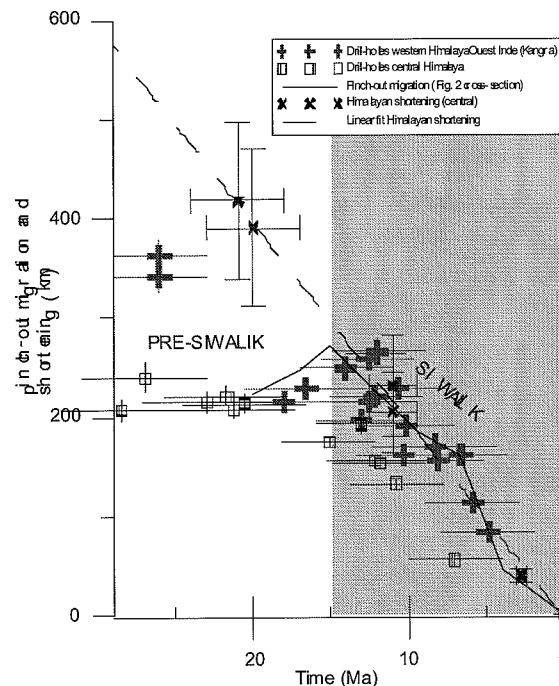 600
400
200
0
Drill-holes western Himalaya Ouest Inde (Kangra)
Drill-holes central Himalaya
Pinch-out migration (Fig. 2 cross-section)
Himalayan shortening (central)
Linear fit Himalayan shortening
pinch-out migration and
shortening (km)
PRE-SIWALIK
SIWALIK
20
10
Time (Ma)